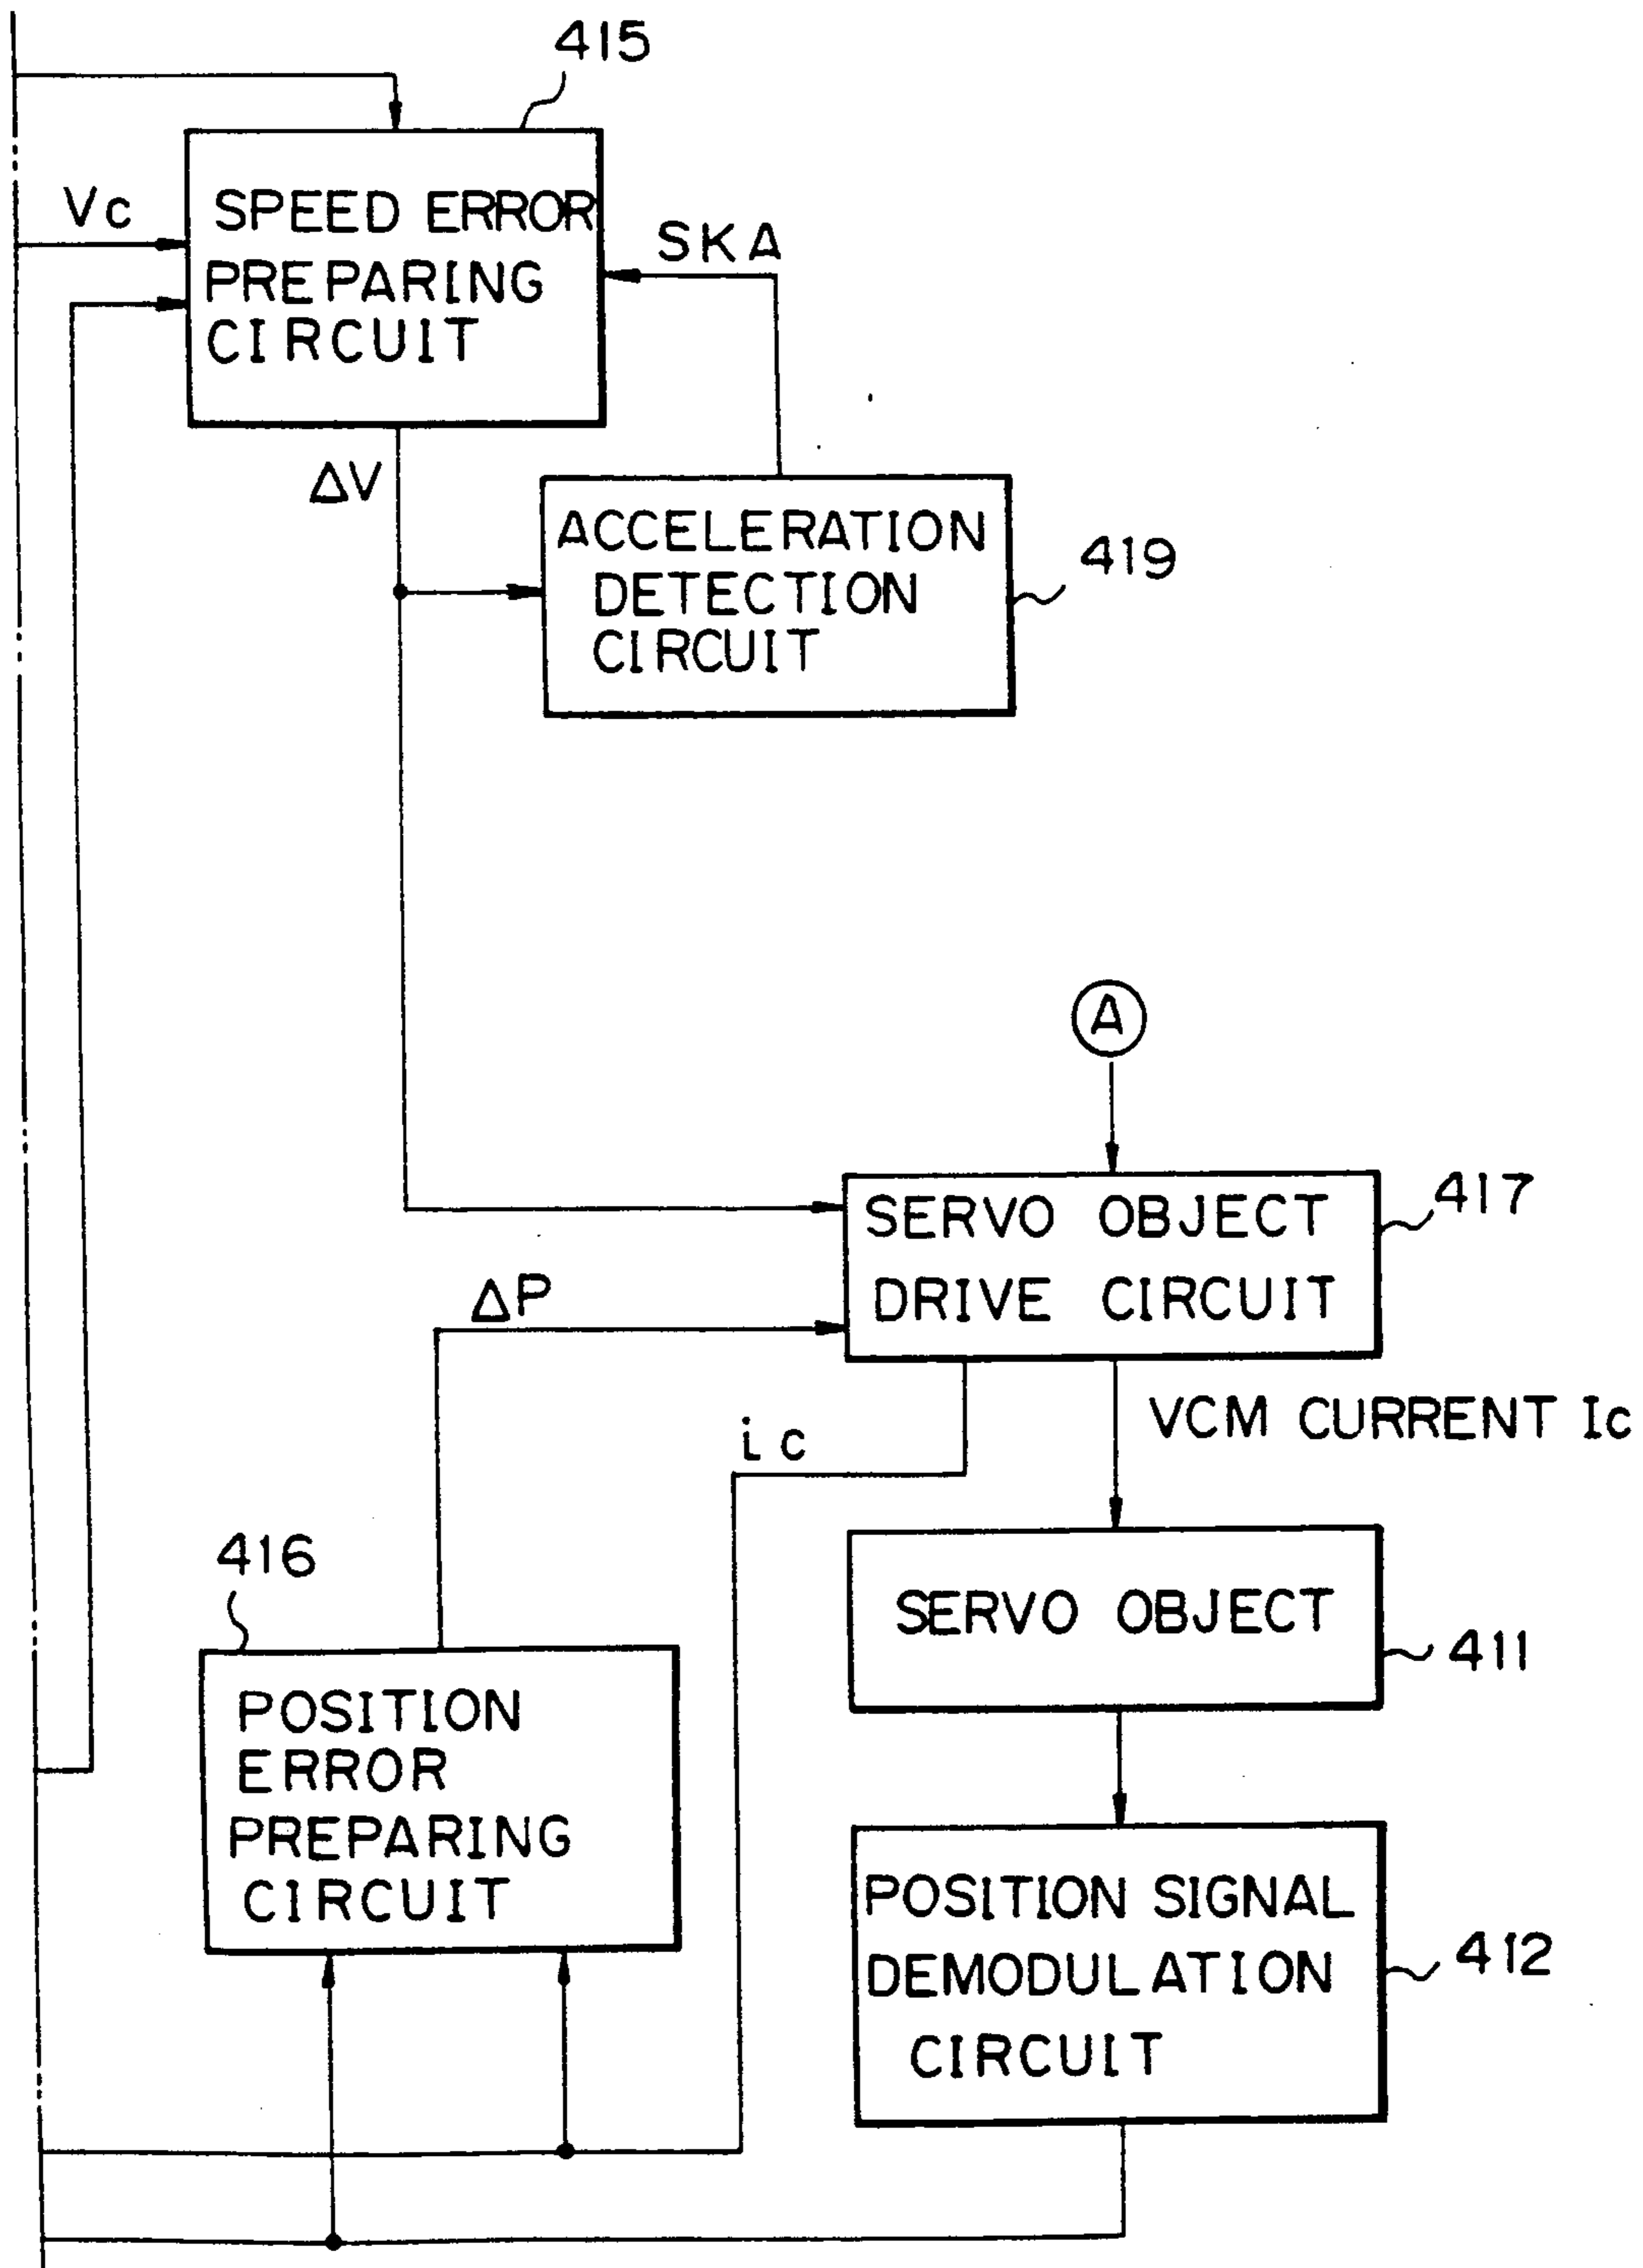 415
Vc
SPEED ERROR
PREPARING
CIRCUIT
SKA
ΔV
ACCELERATION
DETECTION
CIRCUIT
419
A
SERVO OBJECT
DRIVE CIRCUIT
417
ΔP
VCM CURRENT Ic
ic
416
SERVO OBJECT
411
POSITION
ERROR
PREPARING
CIRCUIT
POSITION SIGNAL
DEMODULATION
CIRCUIT
412